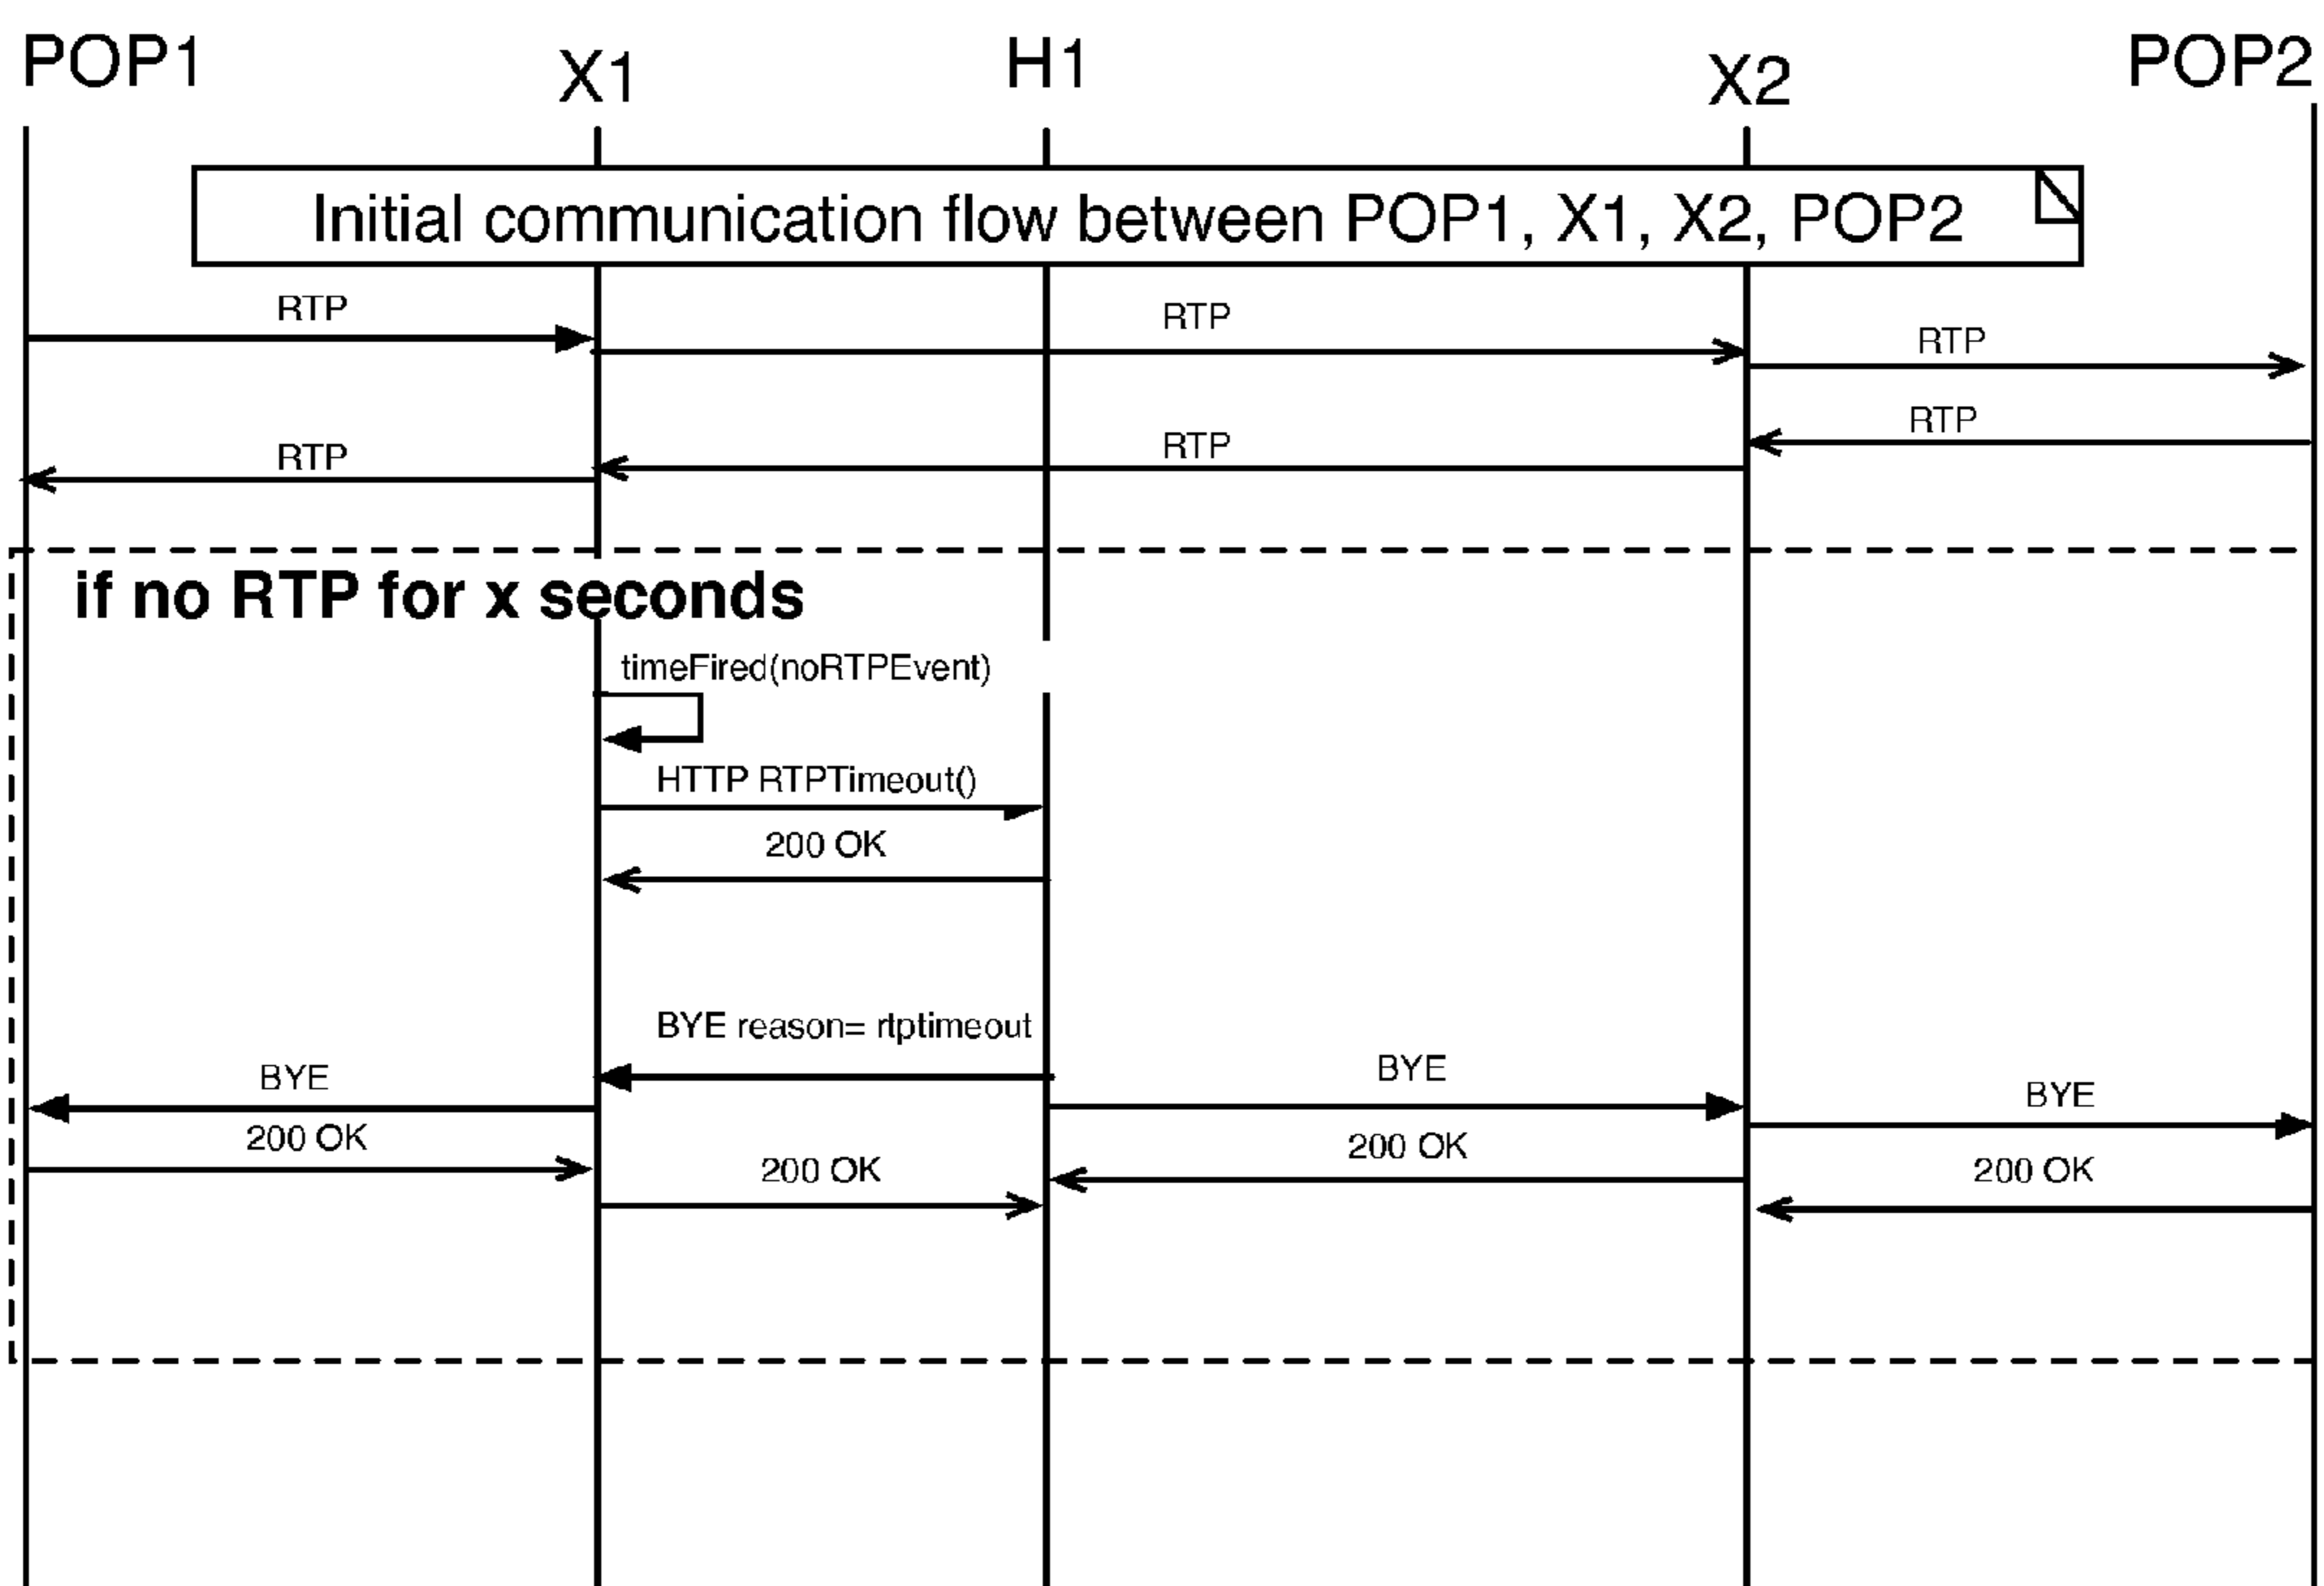 POP1
X1
H1
X2
POP2
Initial communication flow between POP1, X1, X2, POP2
RTP
RTP
RTP
RTP
RTP
RTP
if no RTP for x seconds
timeFired(noRTPEvent)
HTTP RTPTimeout()
200 OK
BYE reason= rtptimeout
BYE
BYE
BYE
200 OK
200 OK
200 OK
200 OK